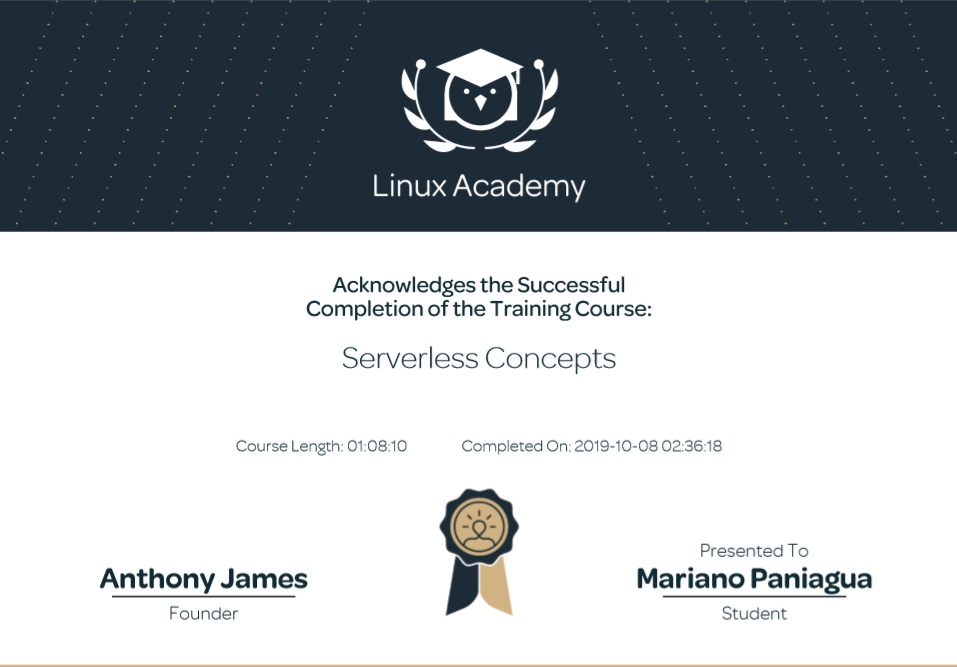 Linux Academy
Acknowledges the Successful
Completion of the Training Course:
Serverless Concepts
Course Length: 01:08:10 Completed On: 2019-10-08 02:36:18
Presented To
Anthony James Mariano Paniagua
Founder Student